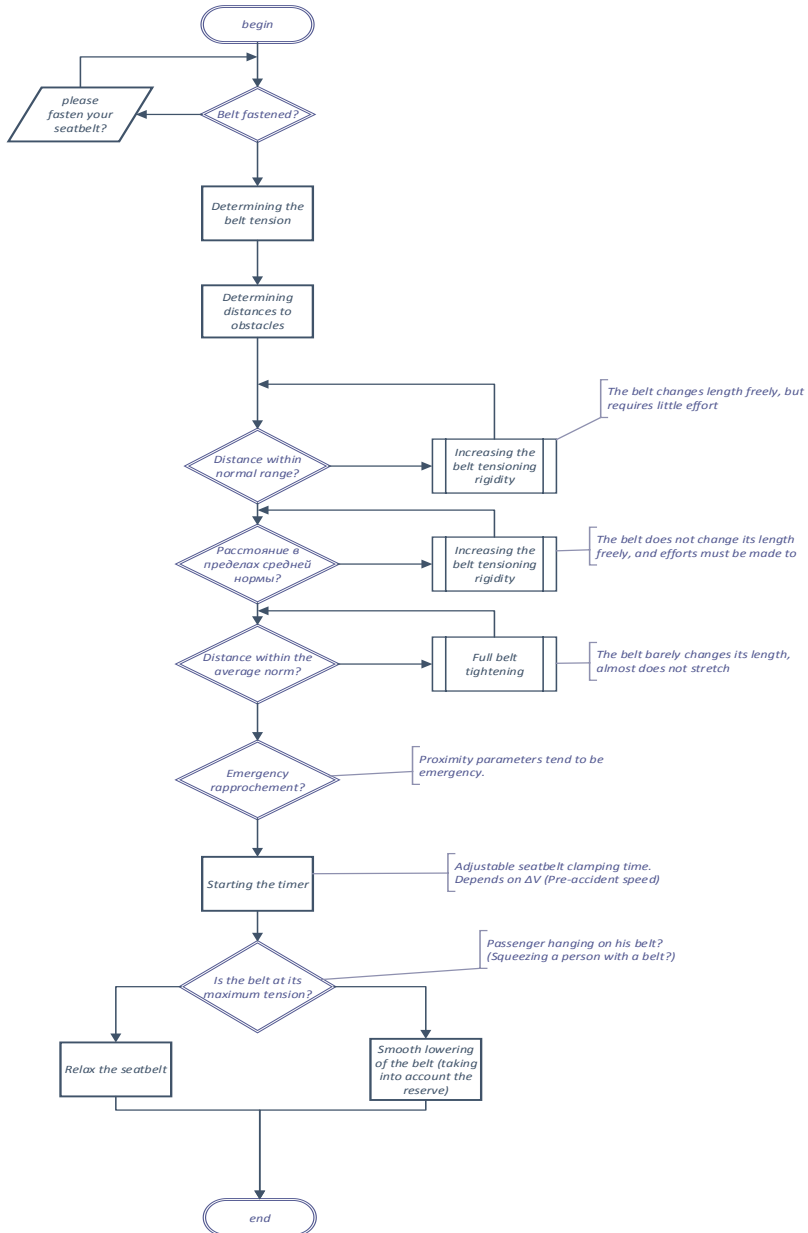 begin
please
fasten your
seatbelt?
Belt fastened?
Determining the
belt tension
Determining
distances to
obstacles
The belt changes length freely, but
requires little effort
Distance within
normal range?
Increasing the
belt tensioning
rigidity
Расстояние в
пределах средней
нормы?
Increasing the
belt tensioning
rigidity
The belt does not change its length
freely, and efforts must be made to
Distance within the
average norm?
Full belt
tightening
The belt barely changes its length,
almost does not stretch
Emergency
rapprochement?
Proximity parameters tend to be
emergency.
Starting the timer
Adjustable seatbelt clamping time.
Depends on ΔV (Pre-accident speed)
Is the belt at its
maximum tension?
Passenger hanging on his belt?
(Squeezing a person with a belt?)
Relax the seatbelt
Smooth lowering
of the belt (taking
into account the
reserve)
end